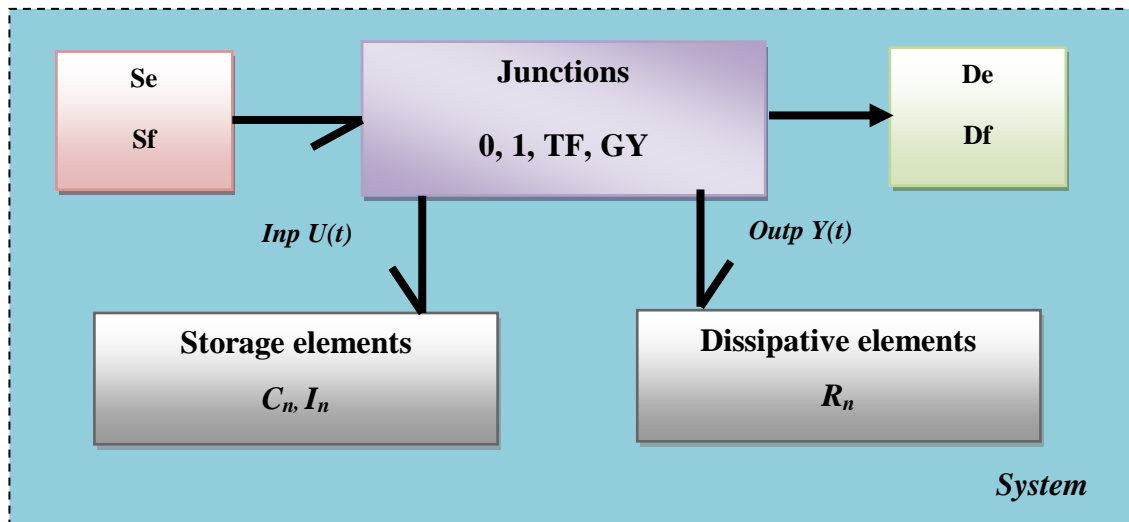 Se
Sf
Junctions
0, 1, TF, GY
De
Df
Inp U(t)
Outp Y(t)
Storage elements
Cn, In
Dissipative elements
Rn
System